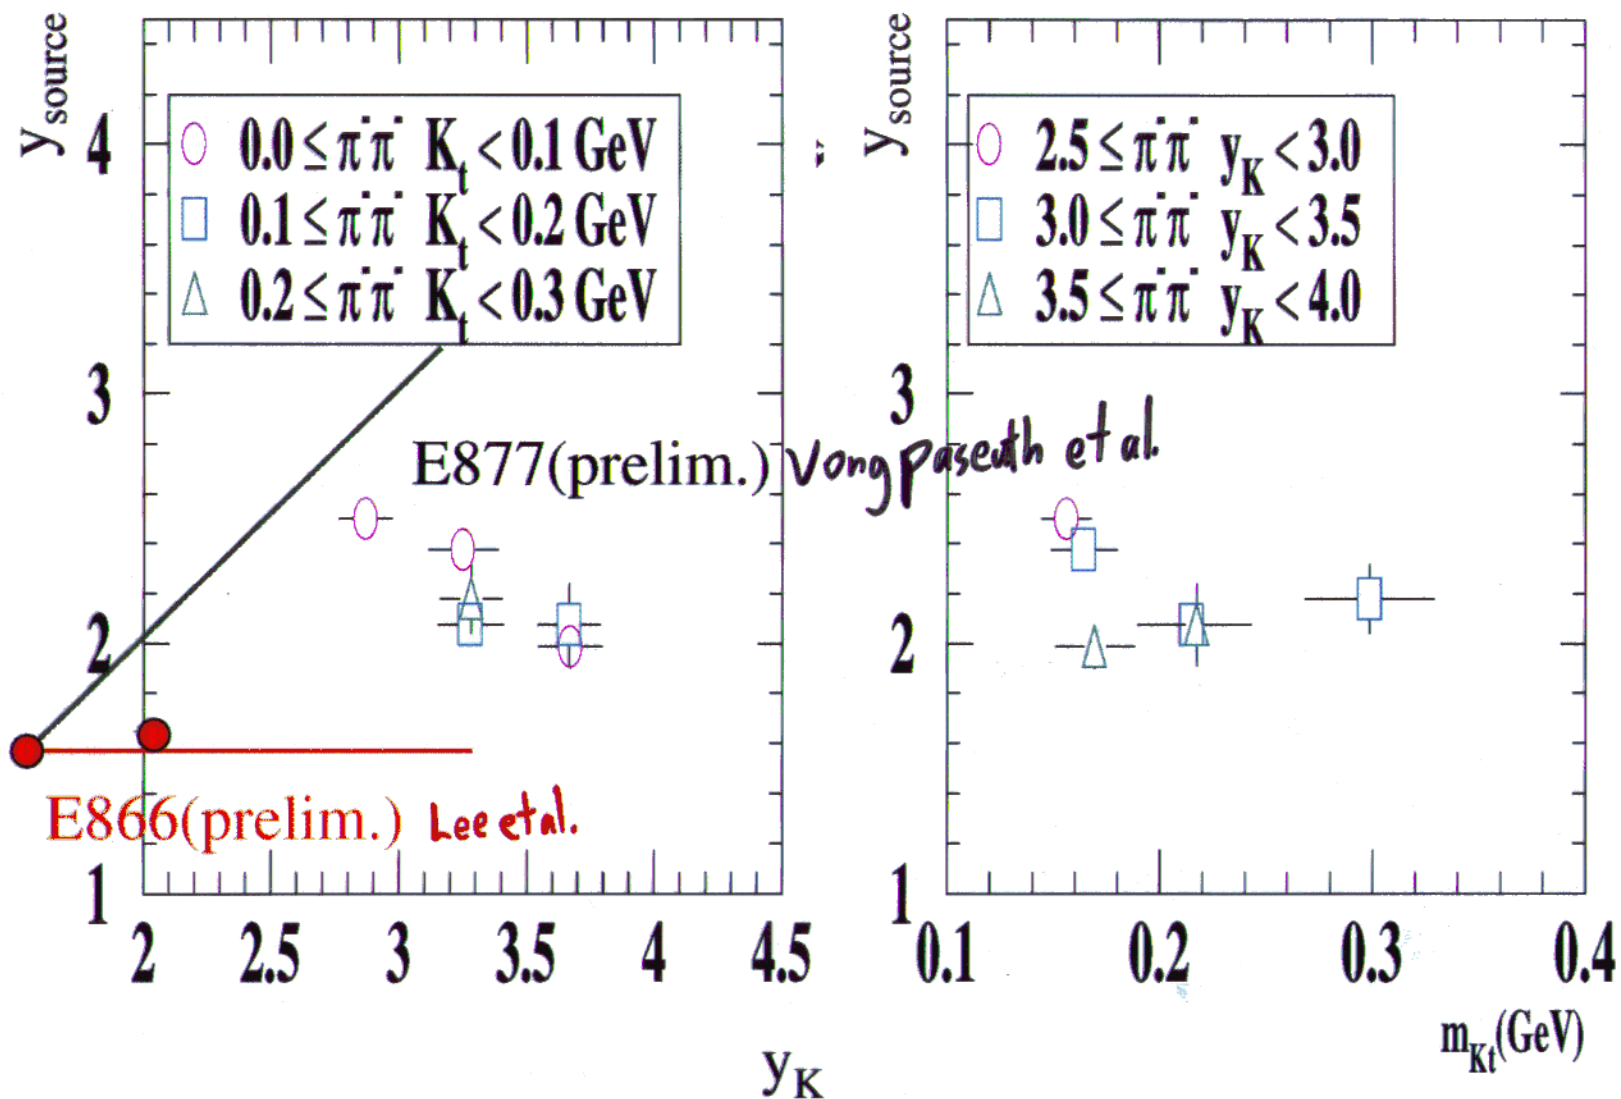 y source
4
3
2
1
0.0 ≤ π⁻π⁻ K_t < 0.1 GeV
0.1 ≤ π⁻π⁻ K_t < 0.2 GeV
0.2 ≤ π⁻π⁻ K_t < 0.3 GeV
E877(prelim.) Vongpaseuth et al.
E866(prelim.) Lee et al.
2 2.5 3 3.5 4 4.5
y_K
y source
2.5 ≤ π⁻π⁻ y_K < 3.0
3.0 ≤ π⁻π⁻ y_K < 3.5
3.5 ≤ π⁻π⁻ y_K < 4.0
3
2
1
0.1 0.2 0.3 0.4
m_Kt(GeV)